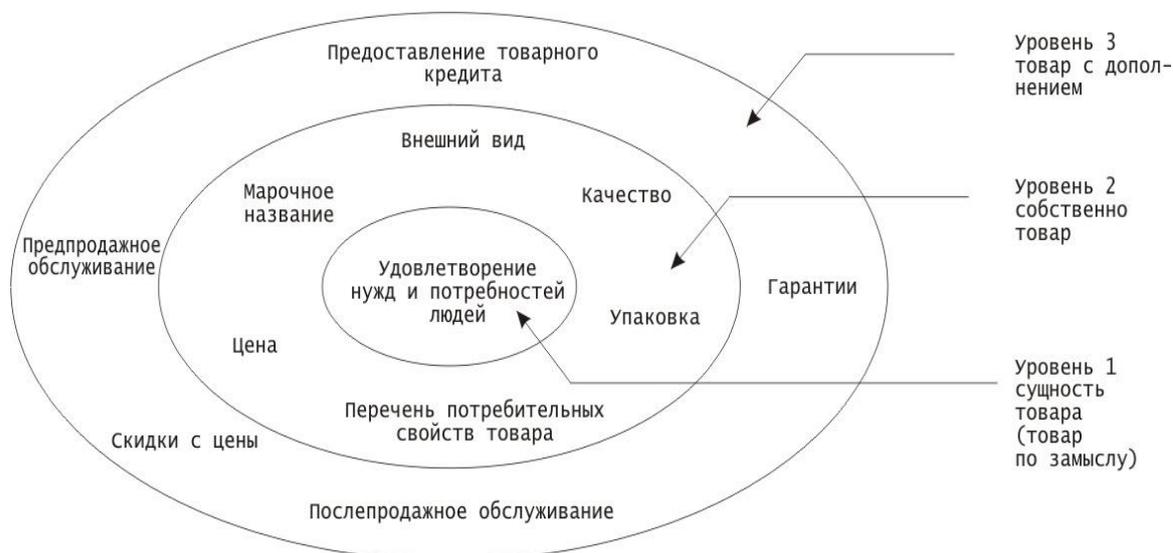 Предоставление товарного
кредита
Уровень 3
товар с допол-
нением
Внешний вид
Марочное
название
Качество
Уровень 2
собственно
товар
Предпродажное
обслуживание
Удовлетворение
нужд и потребностей
людей
Гарантии
Упаковка
Цена
Уровень 1
сущность
товара
(товар
по замыслу)
Перечень потребительных
свойств товара
Скидки с цены
Послепродажное обслуживание